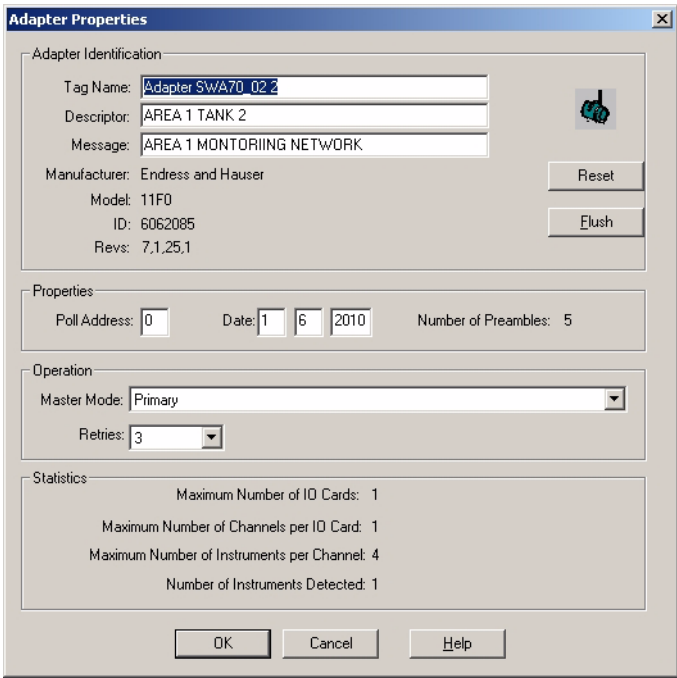 Adapter Properties
Adapter Identification
Tag Name: Adapter SWA70_02 2
Descriptor: AREA 1 TANK 2
Message: AREA 1 MONTORIING NETWORK
Manufacturer: Endress and Hauser
Reset
Model: 11F0
ID: 6062085
Flush
Revs: 7,1,25,1
Properties
Poll Address: 0 Date: 1 6 2010 Number of Preambles: 5
Operation
Master Mode: Primary
Retries: 3
Statistics
Maximum Number of IO Cards: 1
Maximum Number of Channels per IO Card: 1
Maximum Number of Instruments per Channel: 4
Number of Instruments Detected: 1
OK Cancel Help